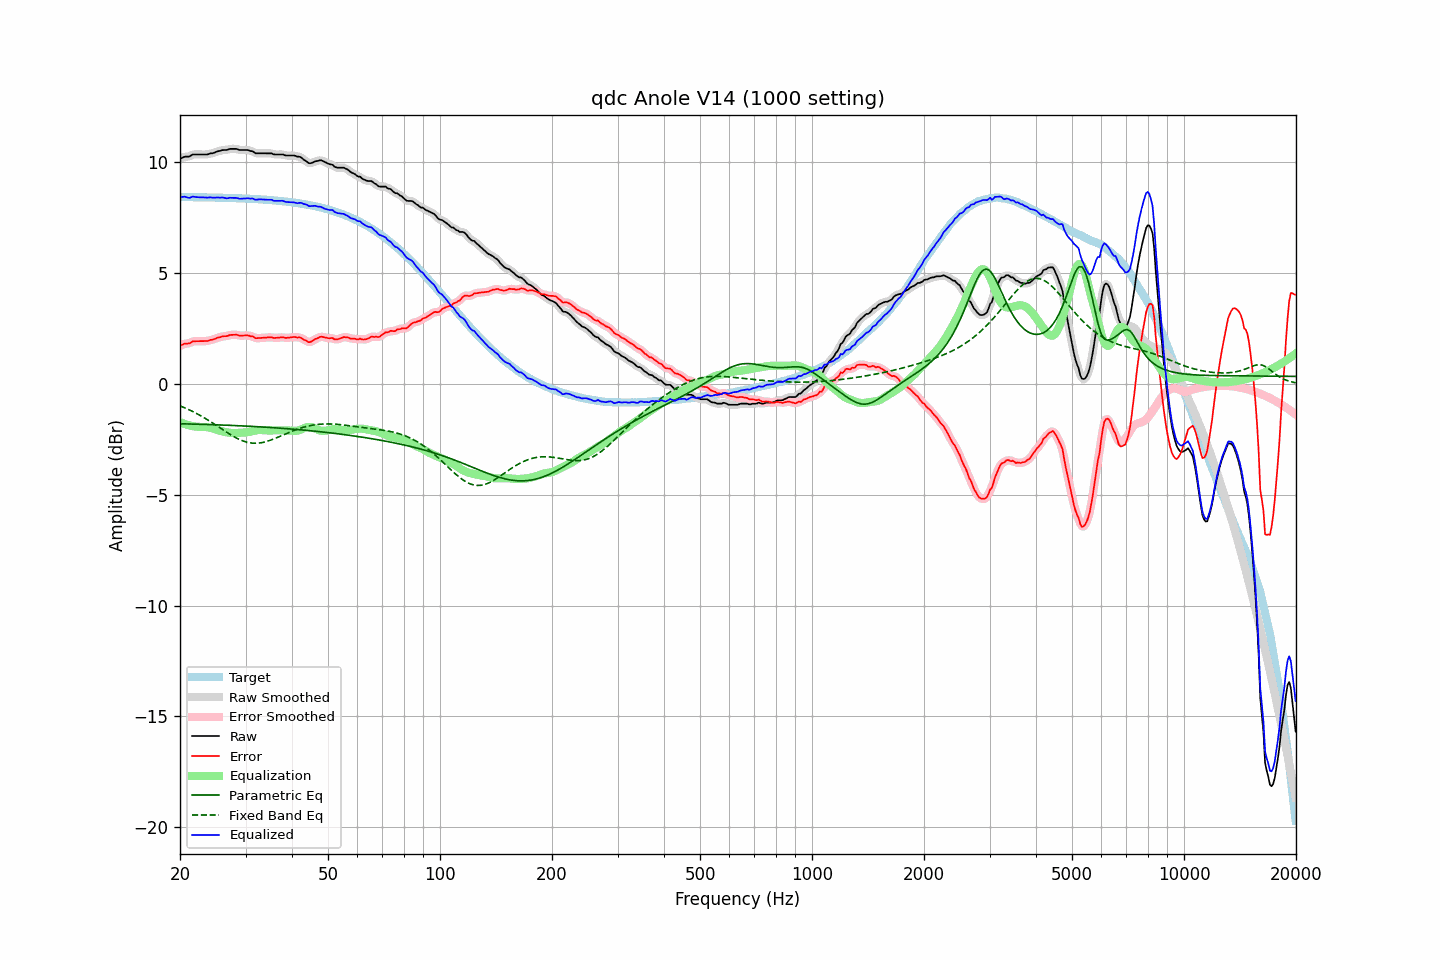 qdc Anole V14 (1000 setting)
Amplitude (dBr)
10
5
0
−5
−10
−15
−20
Target
Raw Smoothed
Error Smoothed
Raw
Error
Equalization
Parametric Eq
Fixed Band Eq
Equalized
20 50 100 200 500 1000 2000 5000 10000 20000
Frequency (Hz)